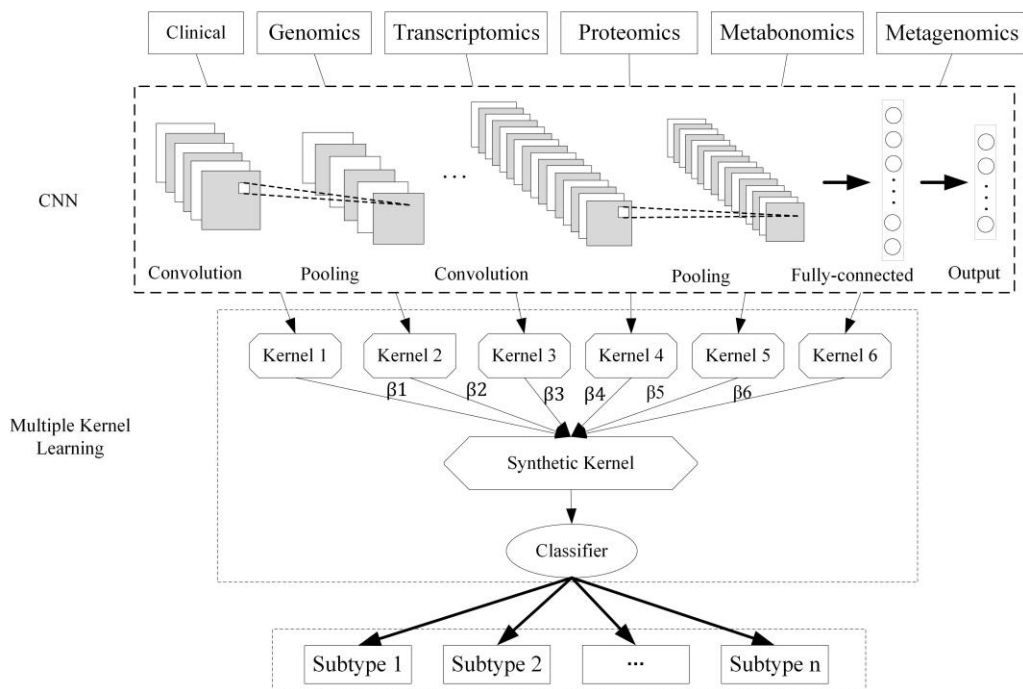 Clinical
Genomics
Transcriptomics
Proteomics
Metabonomics
Metagenomics
CNN
...
Convolution
Pooling
Convolution
Pooling
Fully-connected
Output
Kernel 1
Kernel 2
Kernel 3
Kernel 4
Kernel 5
Kernel 6
β1
β2
β3
β4
β5
β6
Multiple Kernel
Learning
Synthetic Kernel
Classifier
Subtype 1
Subtype 2
...
Subtype n